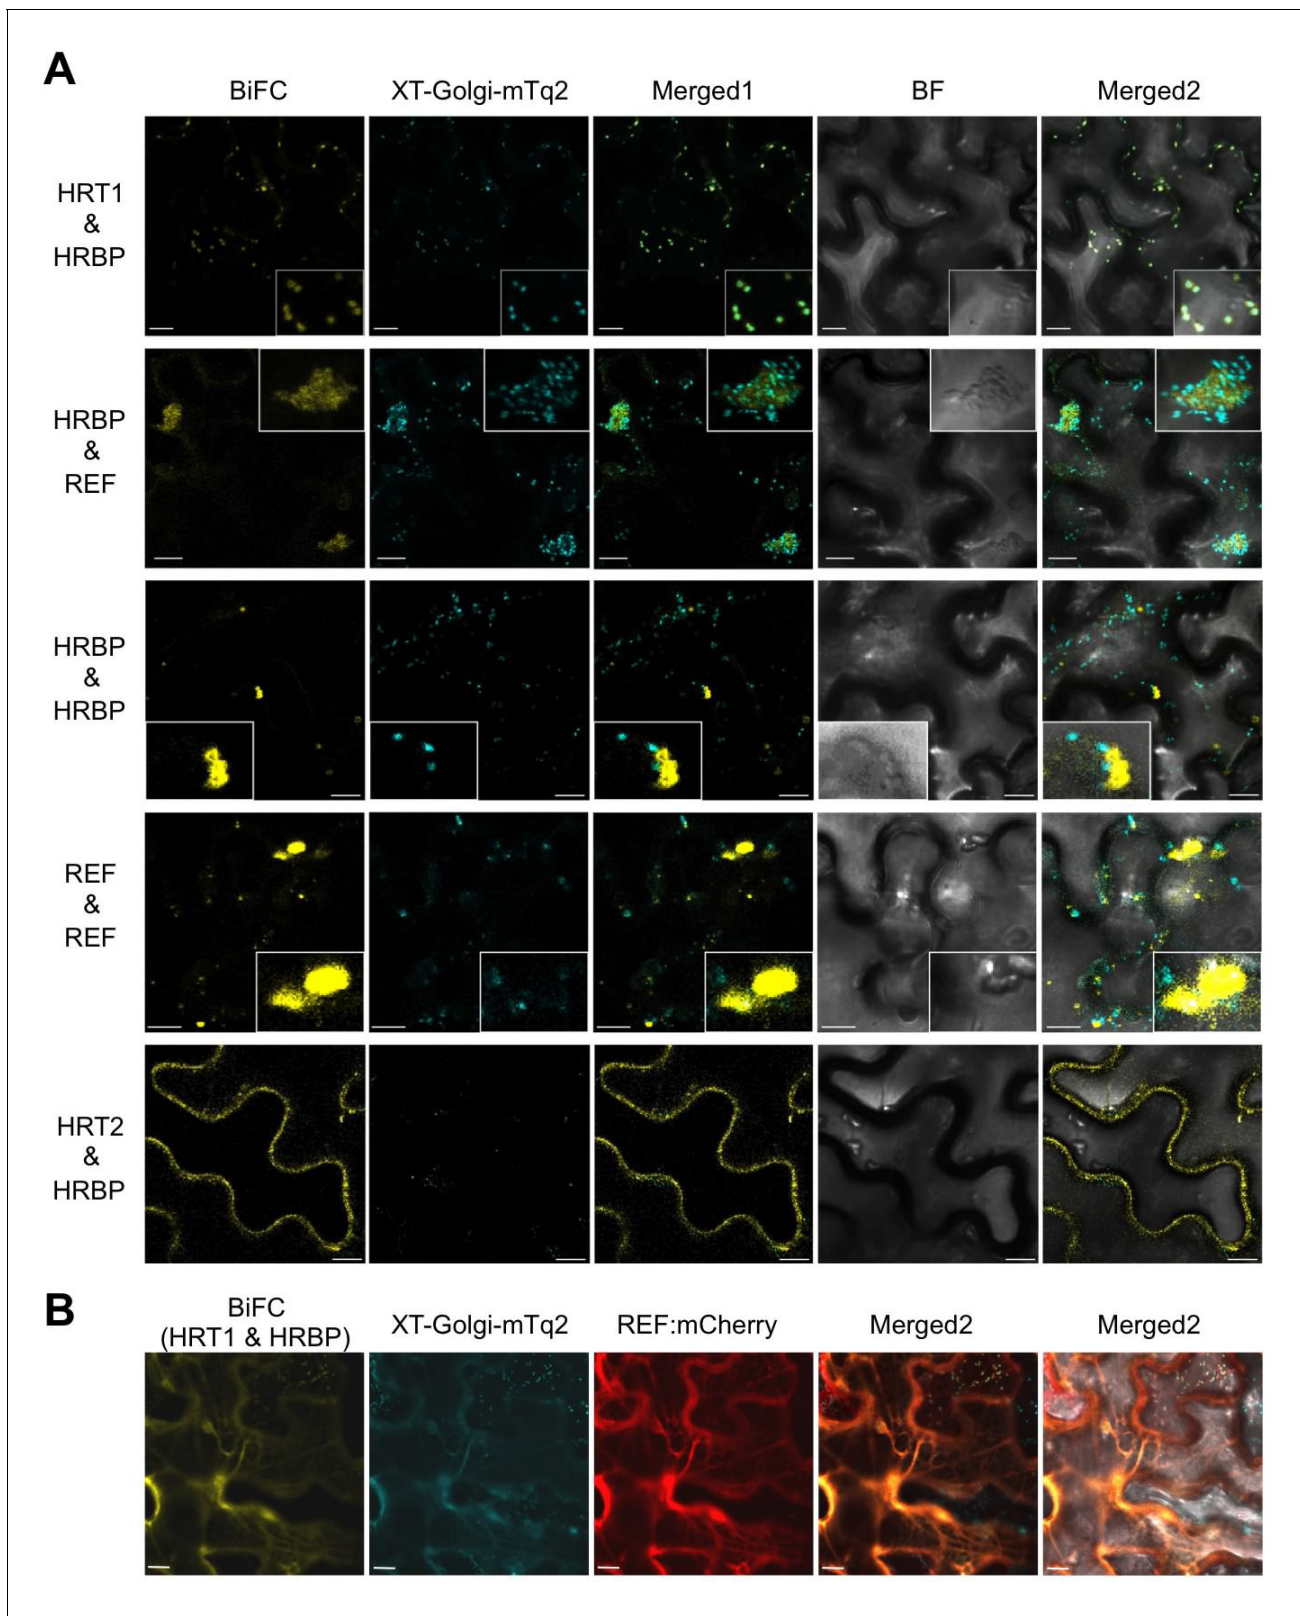 A
BiFC
XT-Golgi-mTq2
Merged1
BF
Merged2
HRT1
&
HRBP
HRBP
&
REF
HRBP
&
HRBP
REF
&
REF
HRT2
&
HRBP
B
BiFC
(HRT1 & HRBP)
XT-Golgi-mTq2
REF:mCherry
Merged2
Merged2